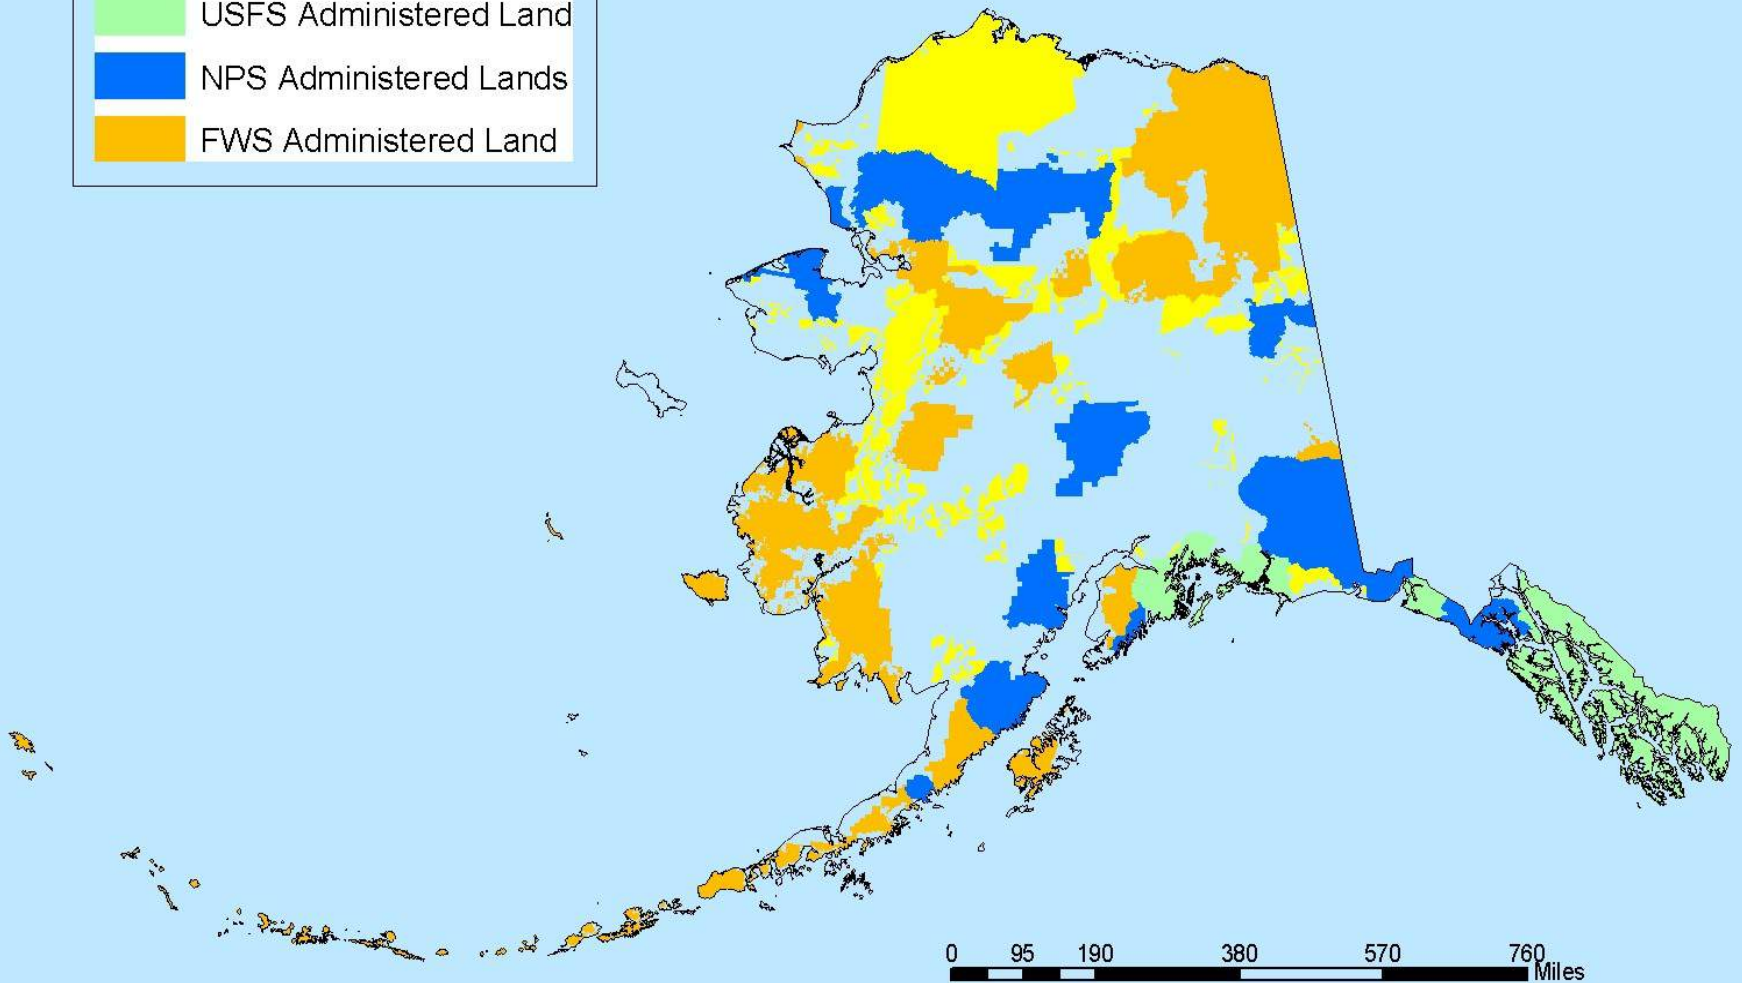 USFS Administered Land
NPS Administered Lands
FWS Administered Land
0 95 190 380 570 760
Miles